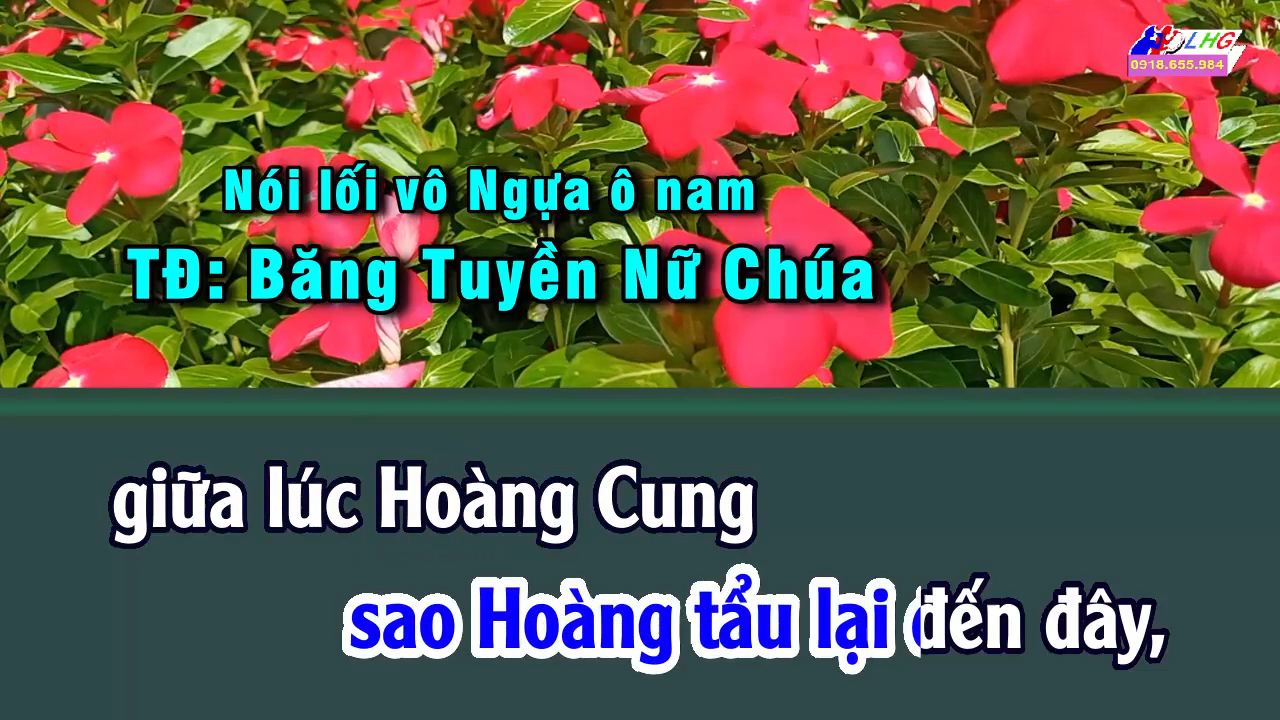 LHG
0918.655.984
Nói lối vô Ngựa ô nam
TĐ: Băng Tuyền Nữ Chúa
giữa lúc Hoàng Cung
sao Hoàng tẩu lại đến đây,